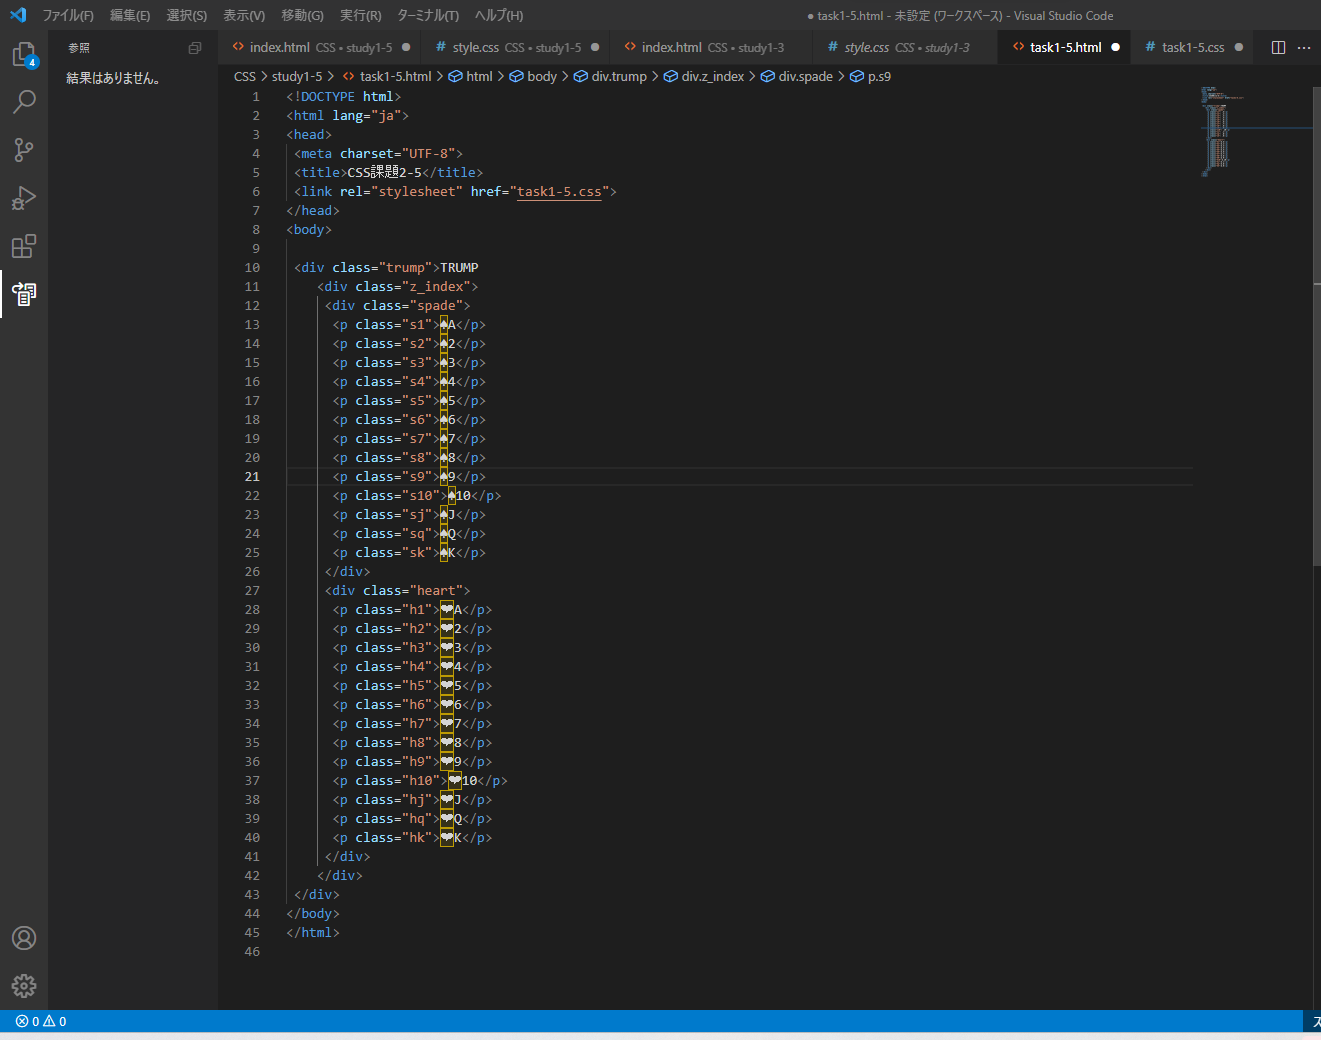 ファイル(F) 編集(E) 選択(S) 表示(V) 移動(G) 実行(R) ターミナル(T) ヘルプ(H) ● task1-5.html - 未設定 (ワークスペース) - Visual Studio Code
参照
結果はありません。
4
index.html CSS • study1-5 ●
# style.css CSS • study1-5 ●
index.html CSS • study1-3
# style.css CSS • study1-3
task1-5.html ●
# task1-5.css ●
CSS > study1-5 > task1-5.html > html > body > div.trump > div.z_index > div.spade > p.s9
1 <!DOCTYPE html>
2 <html lang="ja">
3 <head>
4 <meta charset="UTF-8">
5 <title>CSS課題2-5</title>
6 <link rel="stylesheet" href="task1-5.css">
7 </head>
8 <body>
9
10 <div class="trump">TRUMP
11 <div class="z_index">
12 <div class="spade">
13 <p class="s1">♠A</p>
14 <p class="s2">♠2</p>
15 <p class="s3">♠3</p>
16 <p class="s4">♠4</p>
17 <p class="s5">♠5</p>
18 <p class="s6">♠6</p>
19 <p class="s7">♠7</p>
20 <p class="s8">♠8</p>
21 <p class="s9">♠9</p>
22 <p class="s10">♠10</p>
23 <p class="sj">♠J</p>
24 <p class="sq">♠Q</p>
25 <p class="sk">♠K</p>
26 </div>
27 <div class="heart">
28 <p class="h1">❤A</p>
29 <p class="h2">❤2</p>
30 <p class="h3">❤3</p>
31 <p class="h4">❤4</p>
32 <p class="h5">❤5</p>
33 <p class="h6">❤6</p>
34 <p class="h7">❤7</p>
35 <p class="h8">❤8</p>
36 <p class="h9">❤9</p>
37 <p class="h10">❤10</p>
38 <p class="hj">❤J</p>
39 <p class="hq">❤Q</p>
40 <p class="hk">❤K</p>
41 </div>
42 </div>
43 </div>
44 </body>
45 </html>
46
0 0